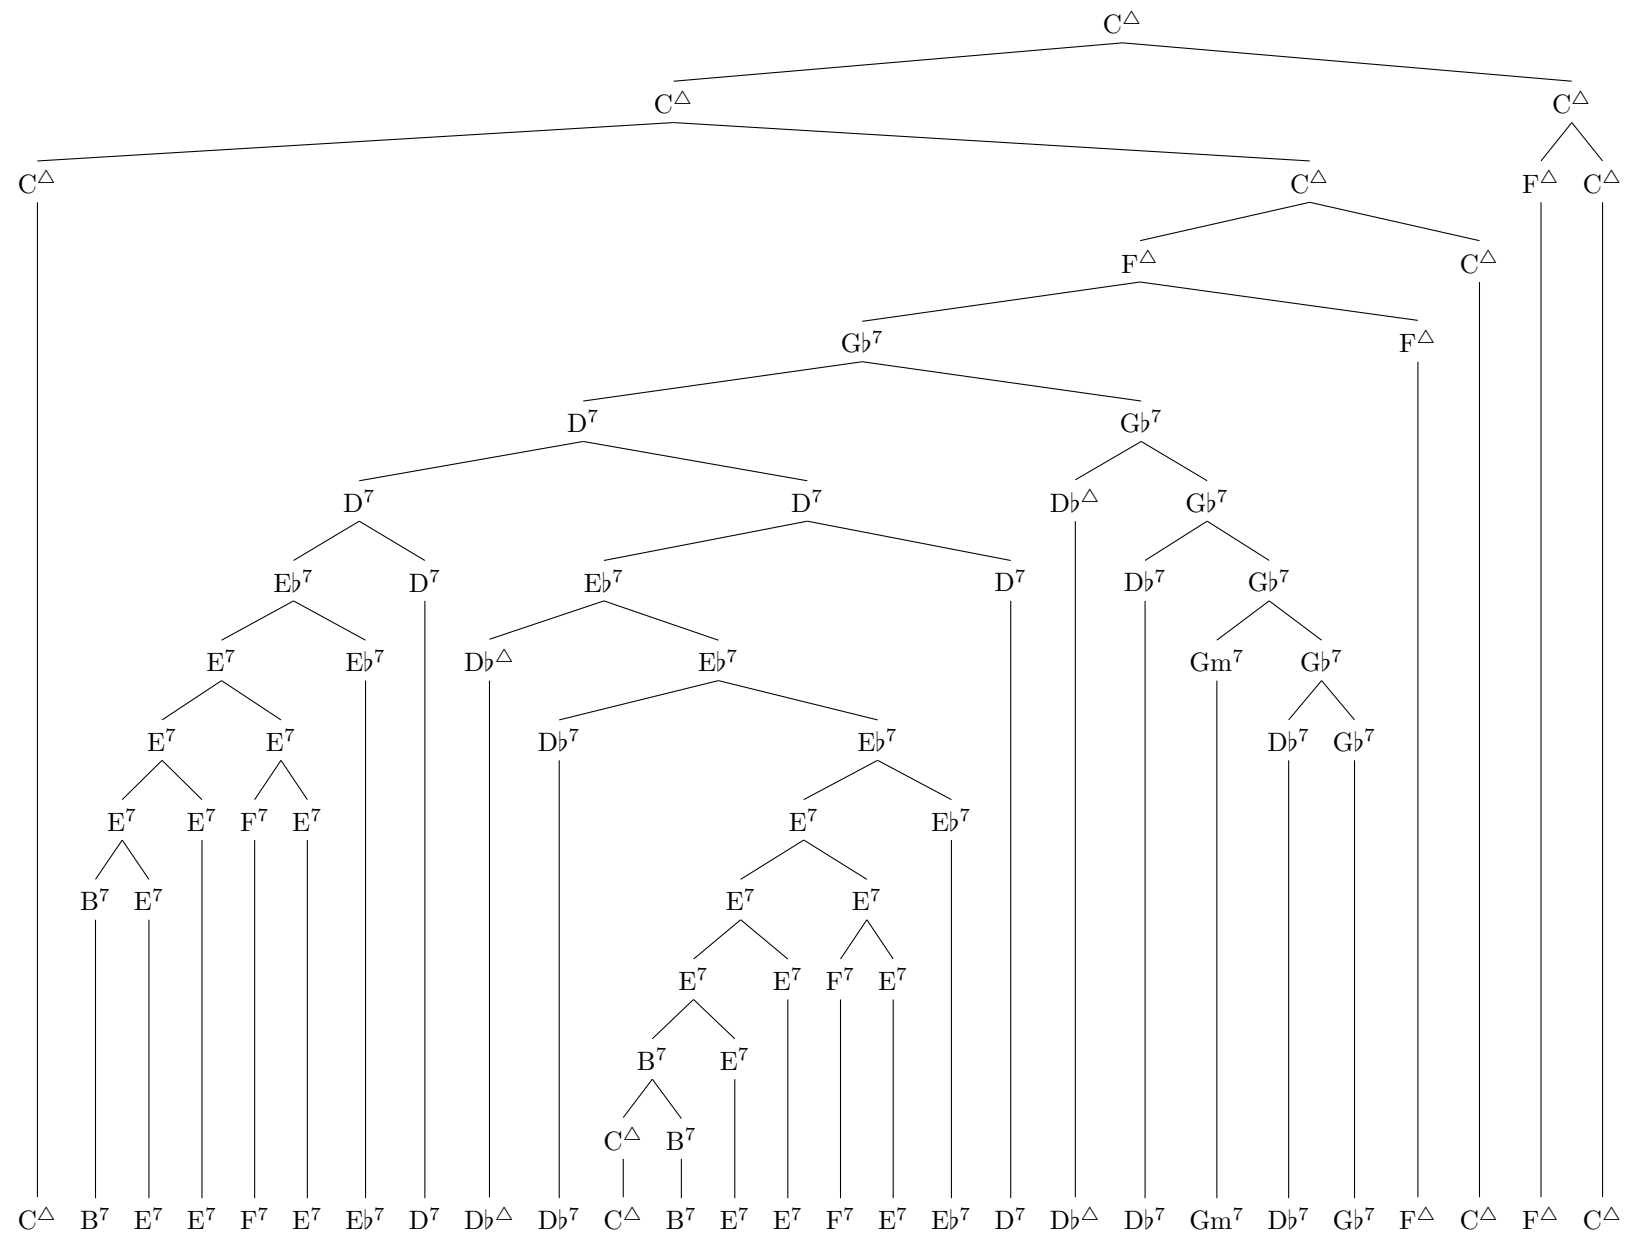 C△
C△ C△
C△ C△ F△ C△
F△ C△
G♭7 F△
D7 G♭7
D7 D7 D♭△ G♭7
E♭7 D7 E♭7 D7 D♭7 G♭7
E7 E♭7 D♭△ E♭7 Gm7 G♭7
E7 E7 D♭7 E♭7 D♭7 G♭7
E7 E7 F7 E7 E7 E♭7
B7 E7 E7 E7
E7 E7 F7 E7
B7 E7
C△ B7
C△ B7 E7 E7 F7 E7 E♭7 D7 D♭△ D♭7 C△ B7 E7 E7 F7 E7 E♭7 D7 D♭△ D♭7 Gm7 D♭7 G♭7 F△ C△ F△ C△